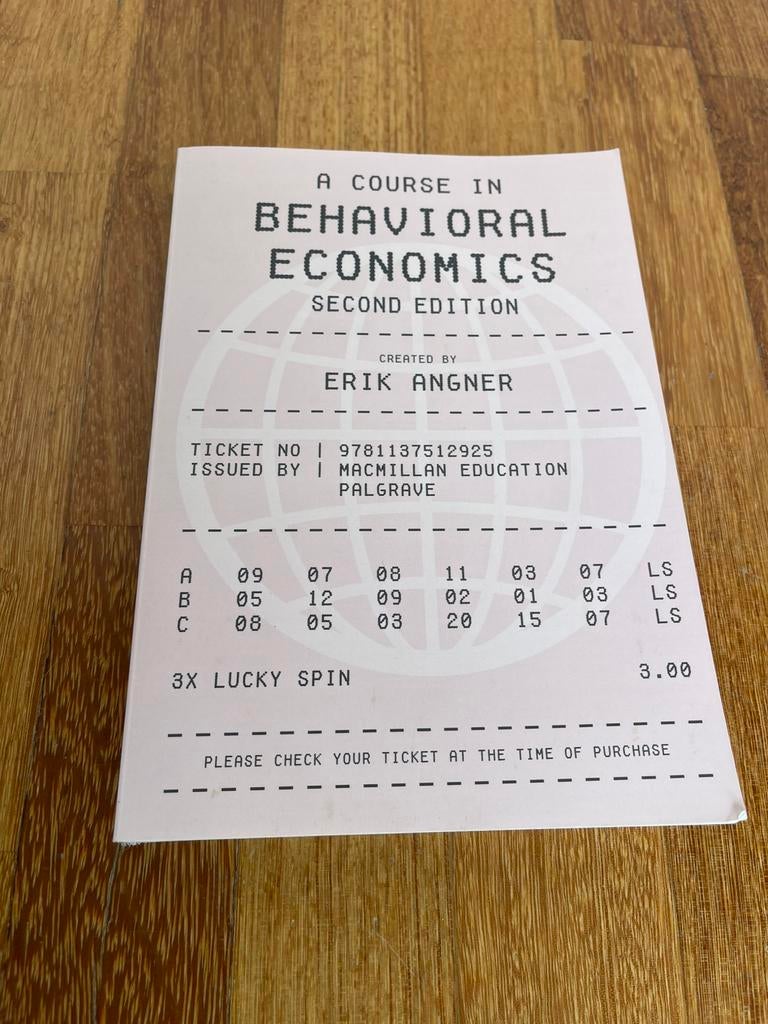 A COURSE IN
BEHAVIORAL
ECONOMICS
SECOND EDITION
CREATED BY
ERIK ANGNER
TICKET NO | 9781137512925
ISSUED BY | MACMILLAN EDUCATION
PALGRAVE
A 09 07 08 11 03 07 LS
B 05 12 09 02 01 03 LS
C 08 05 03 20 15 07 LS
3X LUCKY SPIN 3.00
PLEASE CHECK YOUR TICKET AT THE TIME OF PURCHASE